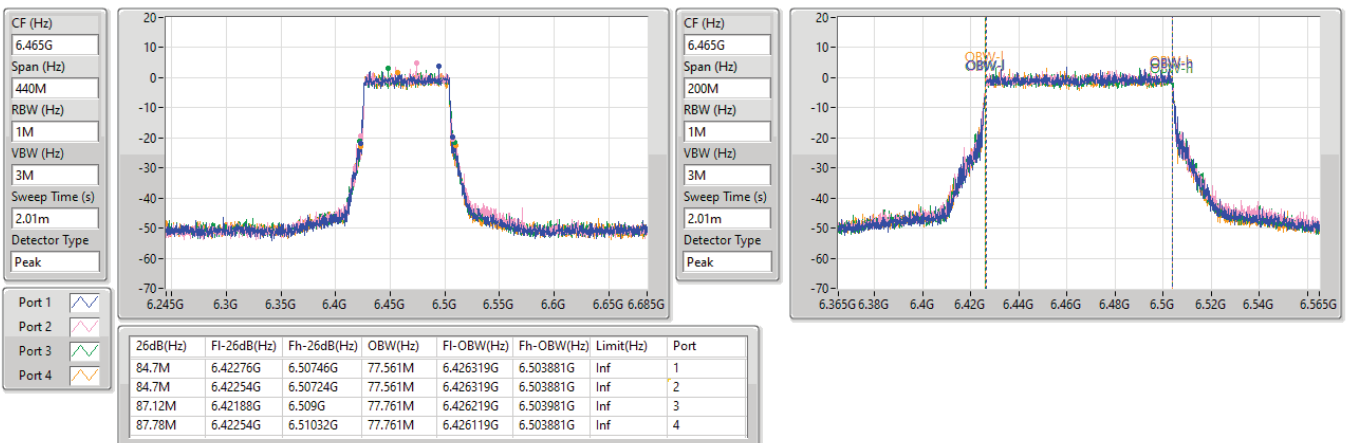 CF (Hz)
6.465G
Span (Hz)
440M
RBW (Hz)
1M
VBW (Hz)
3M
Sweep Time (s)
2.01m
Detector Type
Peak
20
10
0
-10
-20
-30
-40
-50
-60
-70
6.245G 6.3G 6.35G 6.4G 6.45G 6.5G 6.55G 6.6G 6.65G 6.685G
CF (Hz)
6.465G
Span (Hz)
200M
RBW (Hz)
1M
VBW (Hz)
3M
Sweep Time (s)
2.01m
Detector Type
Peak
20
10
0
-10
-20
-30
-40
-50
-60
-70
OBW-l OBW-h
6.365G 6.38G 6.4G 6.42G 6.44G 6.46G 6.48G 6.5G 6.52G 6.54G 6.565G
Port 1
Port 2
Port 3
Port 4
26dB(Hz) Fl-26dB(Hz) Fh-26dB(Hz) OBW(Hz) Fl-OBW(Hz) Fh-OBW(Hz) Limit(Hz) Port
84.7M 6.42276G 6.50746G 77.561M 6.426319G 6.503881G Inf 1
84.7M 6.42254G 6.50724G 77.561M 6.426319G 6.503881G Inf 2
87.12M 6.42188G 6.509G 77.761M 6.426219G 6.503981G Inf 3
87.78M 6.42254G 6.51032G 77.761M 6.426119G 6.503881G Inf 4